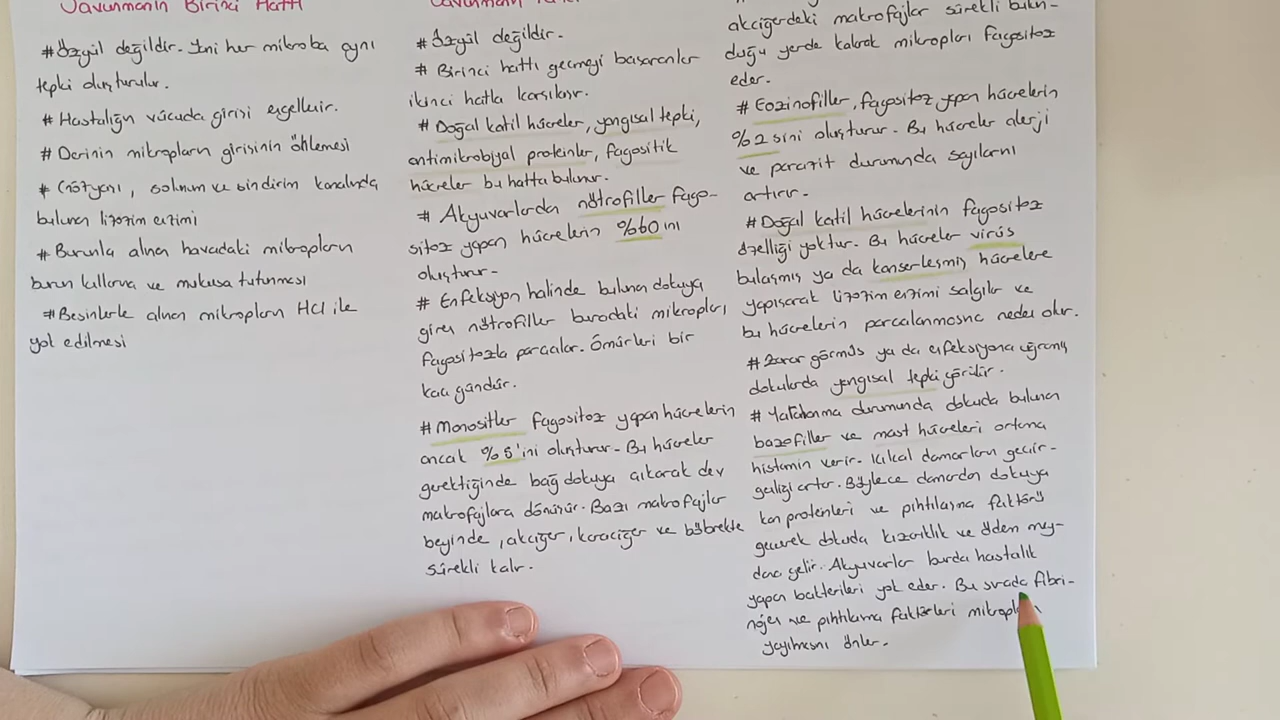 Savunmanın Birinci Hattı
# Özgül değildir. Yani her mikroba aynı
tepki oluşturulur.
# Hastalığın vücuda girişi engellenir.
# Derinin mikropların girişinin önlemesi
# Gözyaşı, solunum ve sindirim kanalında
bulunan lizozim enzimi
# Burunla alınan havadaki mikropların
burun kıllarına ve mukusa tutunması
# Besinlerle alınan mikropların HCl ile
yok edilmesi
# Özgül değildir.
# Birinci hattı geçmeyi başaranlar
ikinci hatla karşılaşır.
# Doğal katil hücreler, yangısal tepki,
antimikrobiyal proteinler, fagositik
hücreler bu hatta bulunur.
# Akyuvarlarda nötrofiller fago-
sitoz yapan hücrelerin %60 ını
oluşturur.
# Enfeksiyon halinde bulunan dokuya
giren nötrofiller buradaki mikropları
fagositozla parçalar. Ömürleri bir
kaç gündür.
# Monositler fagositoz yapan hücrelerin
ancak %5'ini oluşturur. Bu hücreler
gerektiğinde bağ dokuya çıkarak dev
makrofajlara dönüşür. Bazı makrofajlar
beyinde, akciğer, karaciğer ve böbrekte
sürekli kalır.
akciğerdeki makrofajlar sürekli bulun-
duğu yerde kalarak mikropları fagositoz
eder.
# Eozinofiller, fagositoz yapan hücrelerin
%2 sini oluşturur. Bu hücreler alerji
ve parazit durumunda sayılarını
artırır.
# Doğal katil hücrelerinin fagositoz
özelliği yoktur. Bu hücreler virüs
bulaşmış ya da kanserleşmiş hücrelere
yapışarak lizozim enzimi salgılar ve
bu hücrelerin parçalanmasına neden olur.
# Zarar görmüş ya da enfeksiyona uğramış
dokularda yangısal tepki görülür.
# Yaralanma durumunda dokuda bulunan
bazofiller ve mast hücreleri ortama
histamin verir. Kılcal damarların geçir-
genliği artar. Böylece damardan dokuya
kan proteinleri ve pıhtılaşma faktörü
geçerek dokuda kızarıklık ve ödem mey-
dana gelir. Akyuvarlar burda hastalık
yapan bakterileri yok eder. Bu sırada fibri-
nojen ve pıhtılaşma faktörleri mikropların
yayılmasını önler.